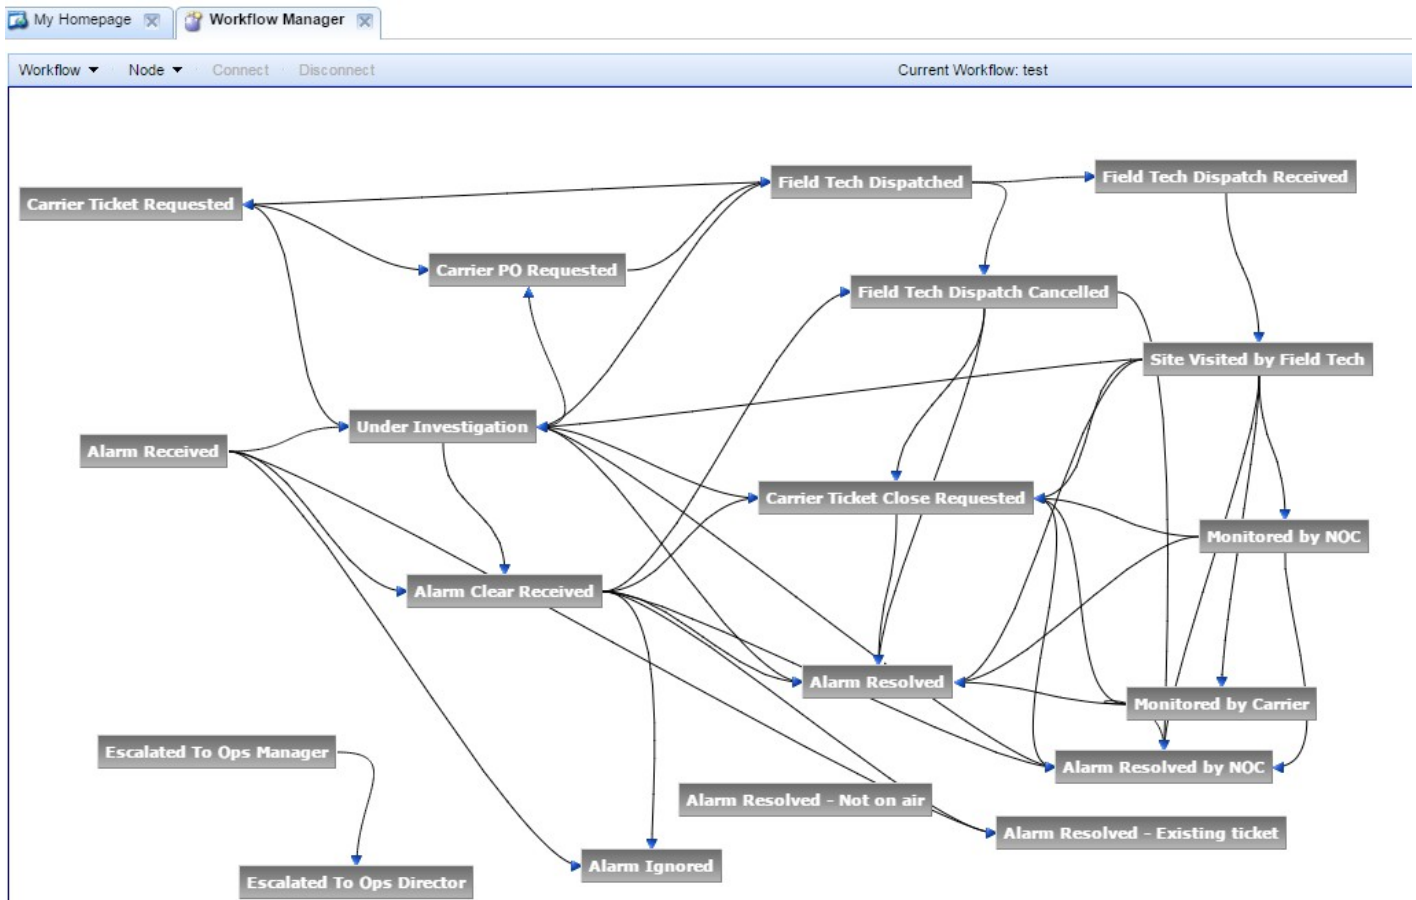 My Homepage
Workflow Manager
Workflow
Node
Connect
Disconnect
Current Workflow: test
Field Tech Dispatched
Field Tech Dispatch Received
Carrier Ticket Requested
Carrier PO Requested
Field Tech Dispatch Cancelled
Site Visited by Field Tech
Under Investigation
Alarm Received
Carrier Ticket Close Requested
Monitored by NOC
Alarm Clear Received
Alarm Resolved
Monitored by Carrier
Escalated To Ops Manager
Alarm Resolved by NOC
Alarm Resolved - Not on air
Alarm Resolved - Existing ticket
Alarm Ignored
Escalated To Ops Director